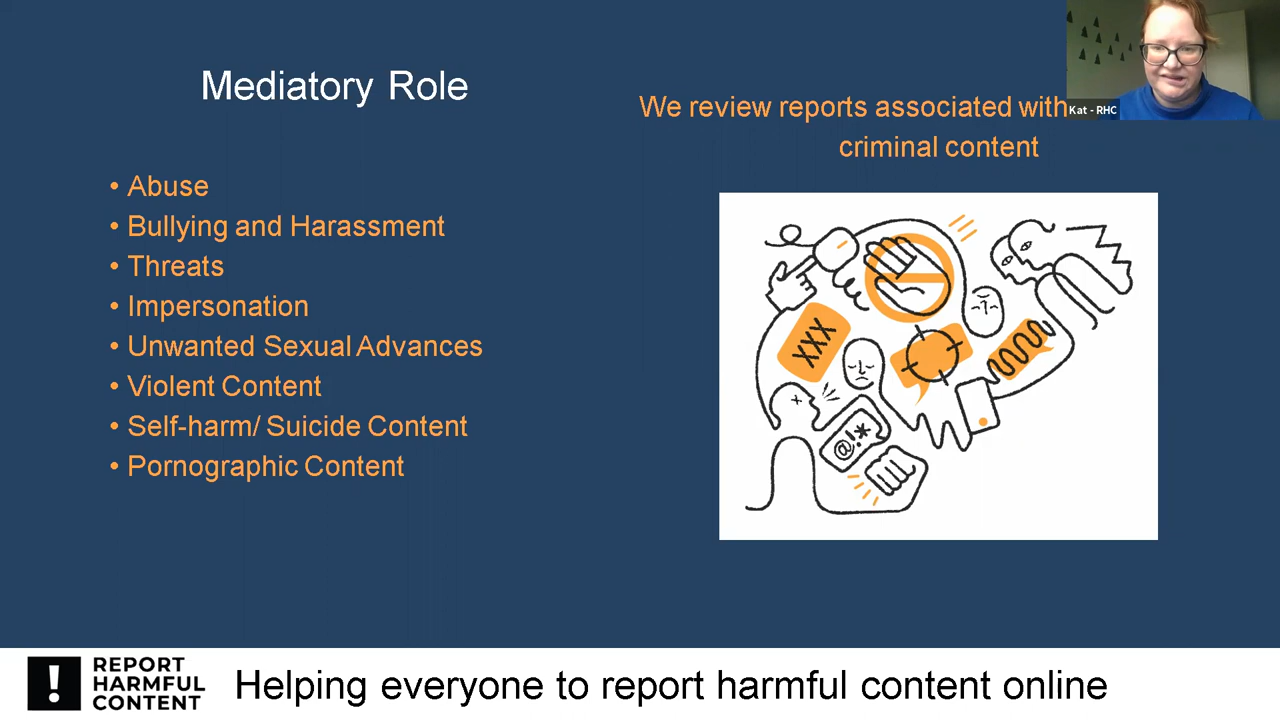 Mediatory Role
We review reports associated with
criminal content
Kat - RHC
• Abuse
• Bullying and Harassment
• Threats
• Impersonation
• Unwanted Sexual Advances
• Violent Content
• Self-harm/ Suicide Content
• Pornographic Content
XXX
@!*
!
REPORT
HARMFUL
CONTENT
Helping everyone to report harmful content online